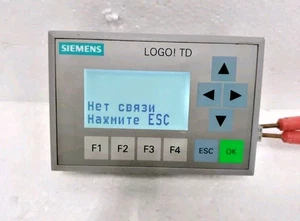 SIEMENS
LOGO! TD
Нет связи
Нажмите ESC
F1 F2 F3 F4 ESC OK